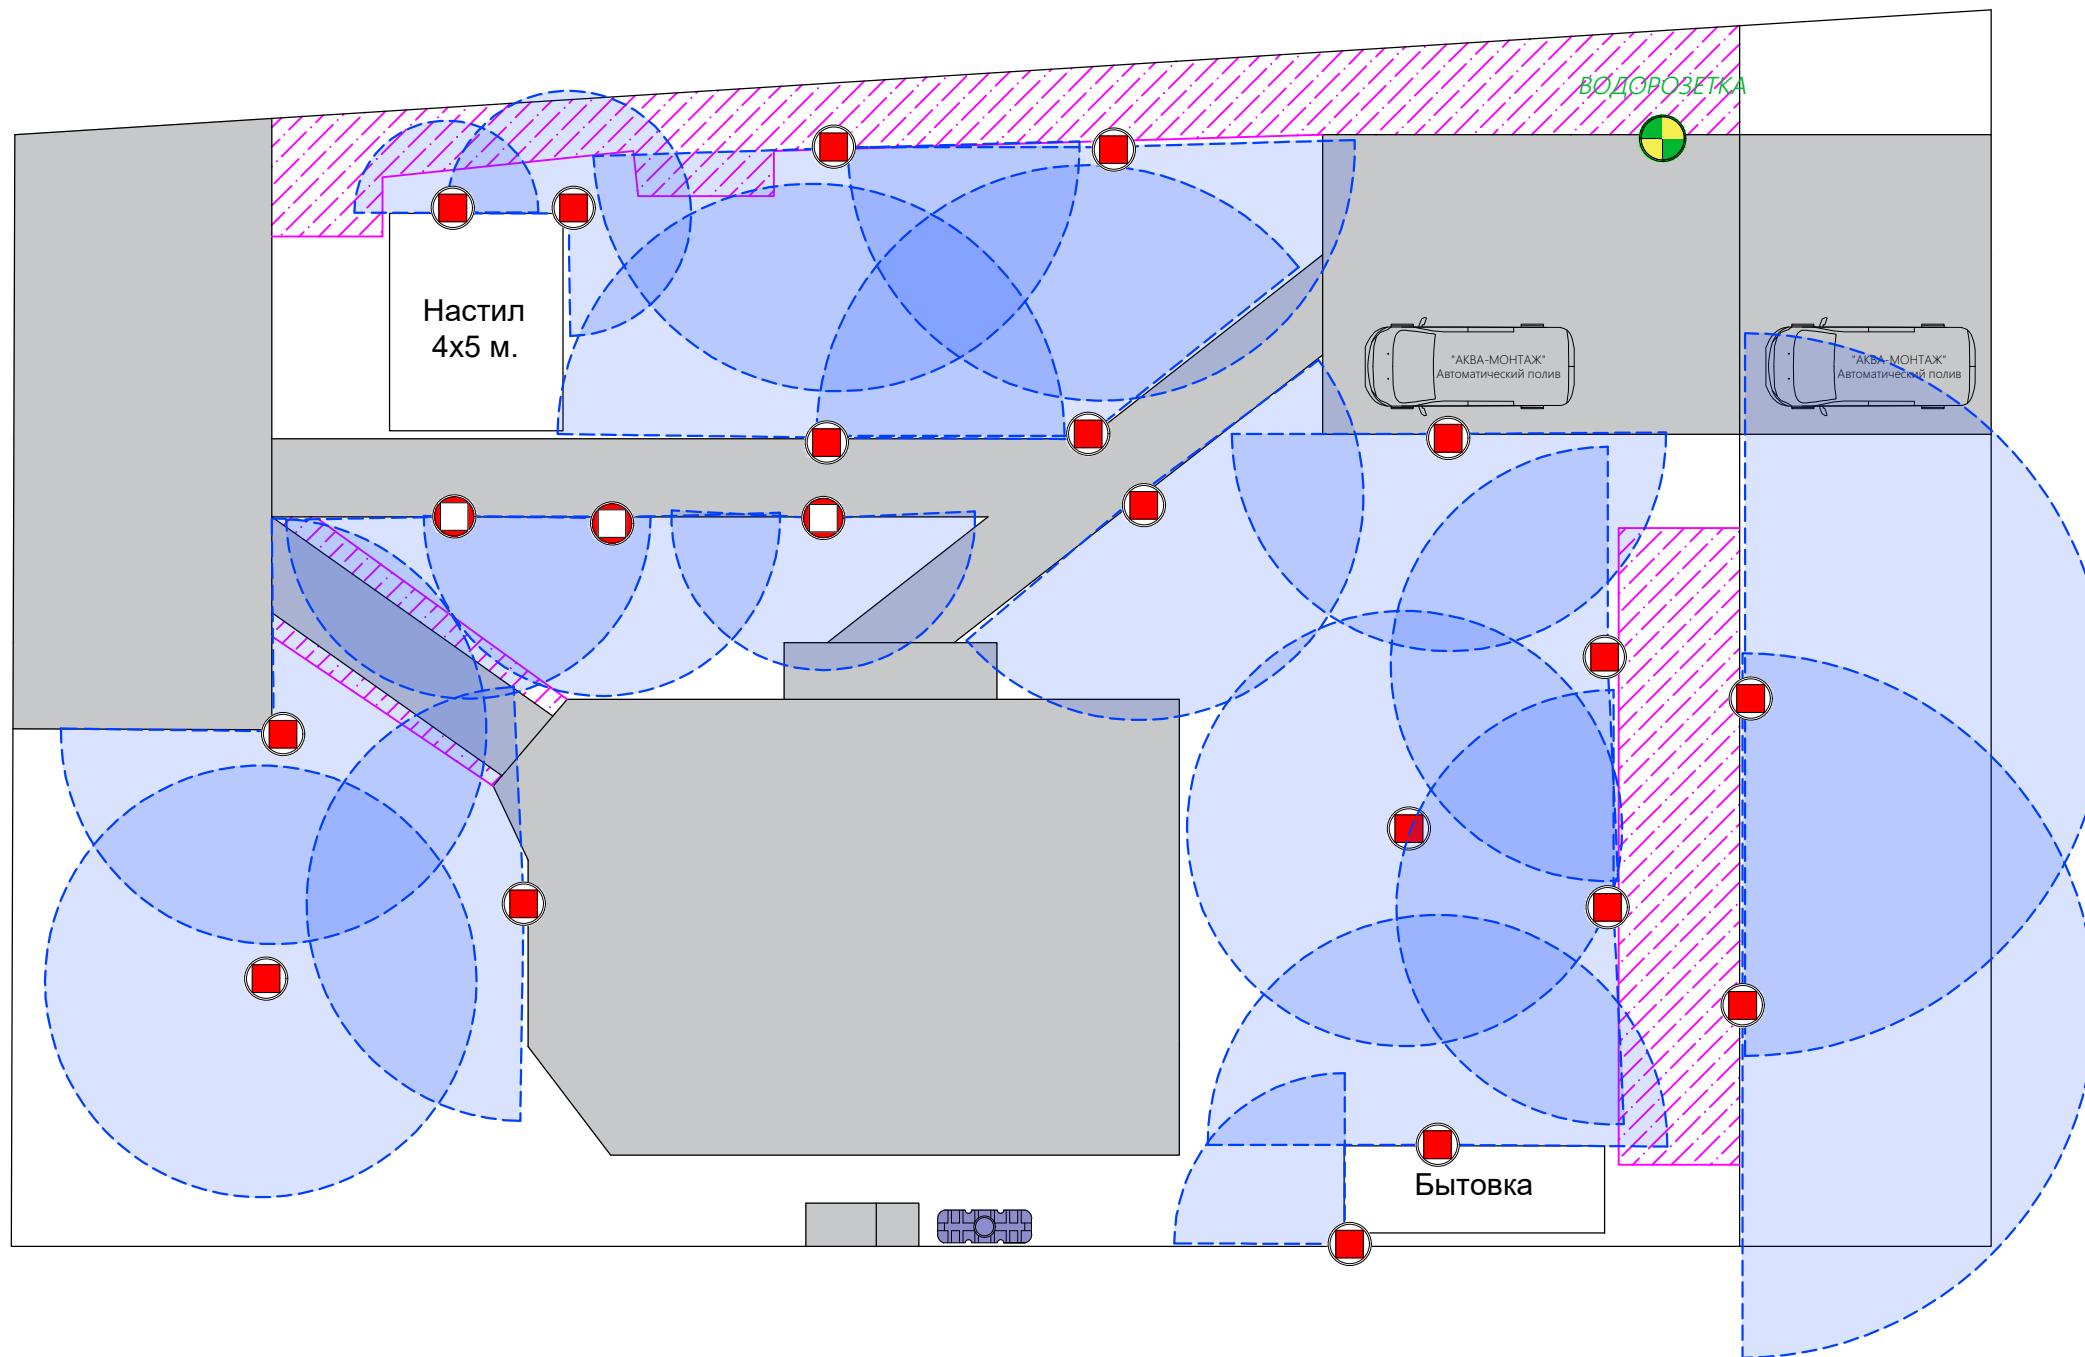 ВОДОРОЗЕТКА
Настил
4х5 м.
"АКВА-МОНТАЖ"
Автоматический полив
"АКВА-МОНТАЖ"
Автоматический полив
Бытовка